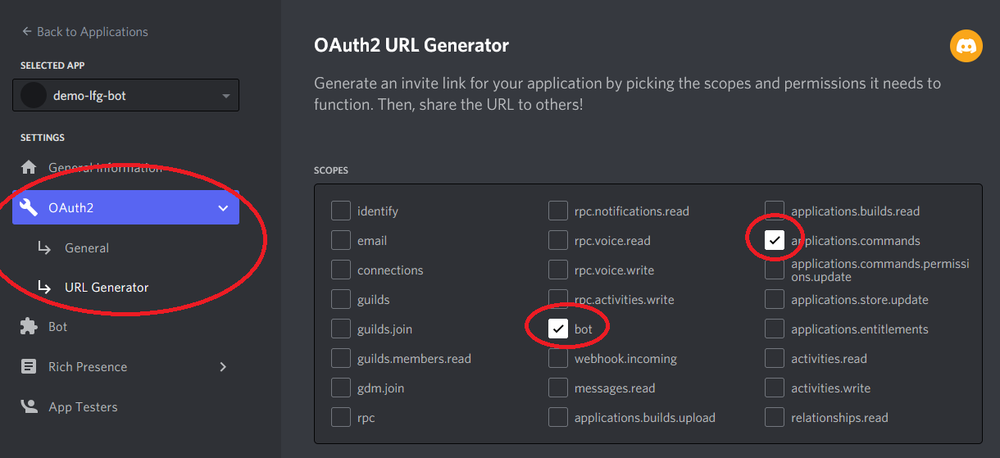 Back to Applications
SELECTED APP
demo-lfg-bot
SETTINGS
General Information
OAuth2
General
URL Generator
Bot
Rich Presence
App Testers
OAuth2 URL Generator
Generate an invite link for your application by picking the scopes and permissions it needs to
function. Then, share the URL to others!
SCOPES
identify
email
connections
guilds
guilds.join
guilds.members.read
gdm.join
rpc
rpc.notifications.read
rpc.voice.read
rpc.voice.write
rpc.activities.write
bot
webhook.incoming
messages.read
applications.builds.upload
applications.builds.read
applications.commands
applications.commands.permissi
ons.update
applications.store.update
applications.entitlements
activities.read
activities.write
relationships.read